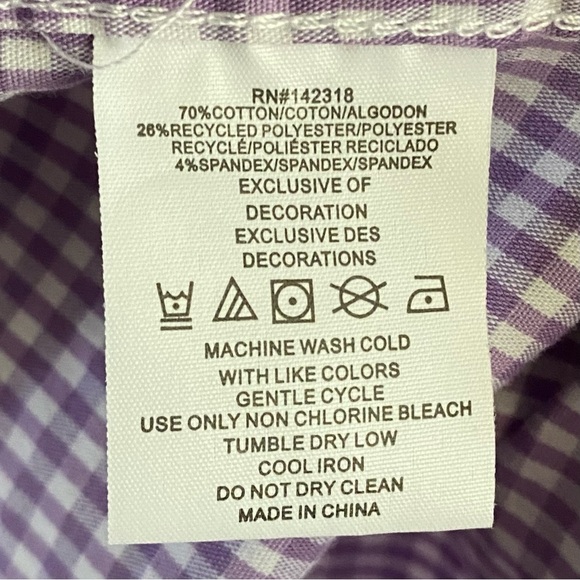 RN#142318
70%COTTON/COTON/ALGODON
26%RECYCLED POLYESTER/POLYESTER
RECYCLÉ/POLIÉSTER RECICLADO
4%SPANDEX/SPANDEX/SPANDEX
EXCLUSIVE OF
DECORATION
EXCLUSIVE DES
DECORATIONS
MACHINE WASH COLD
WITH LIKE COLORS
GENTLE CYCLE
USE ONLY NON CHLORINE BLEACH
TUMBLE DRY LOW
COOL IRON
DO NOT DRY CLEAN
MADE IN CHINA